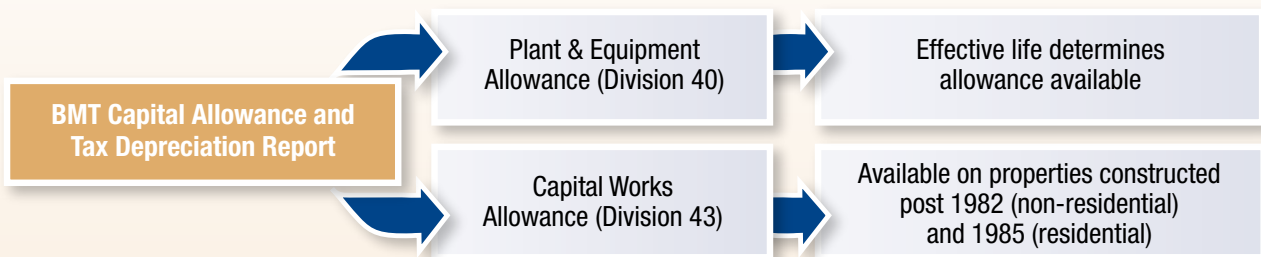 BMT Capital Allowance and
Tax Depreciation Report
Plant & Equipment
Allowance (Division 40)
Effective life determines
allowance available
Capital Works
Allowance (Division 43)
Available on properties constructed
post 1982 (non-residential)
and 1985 (residential)